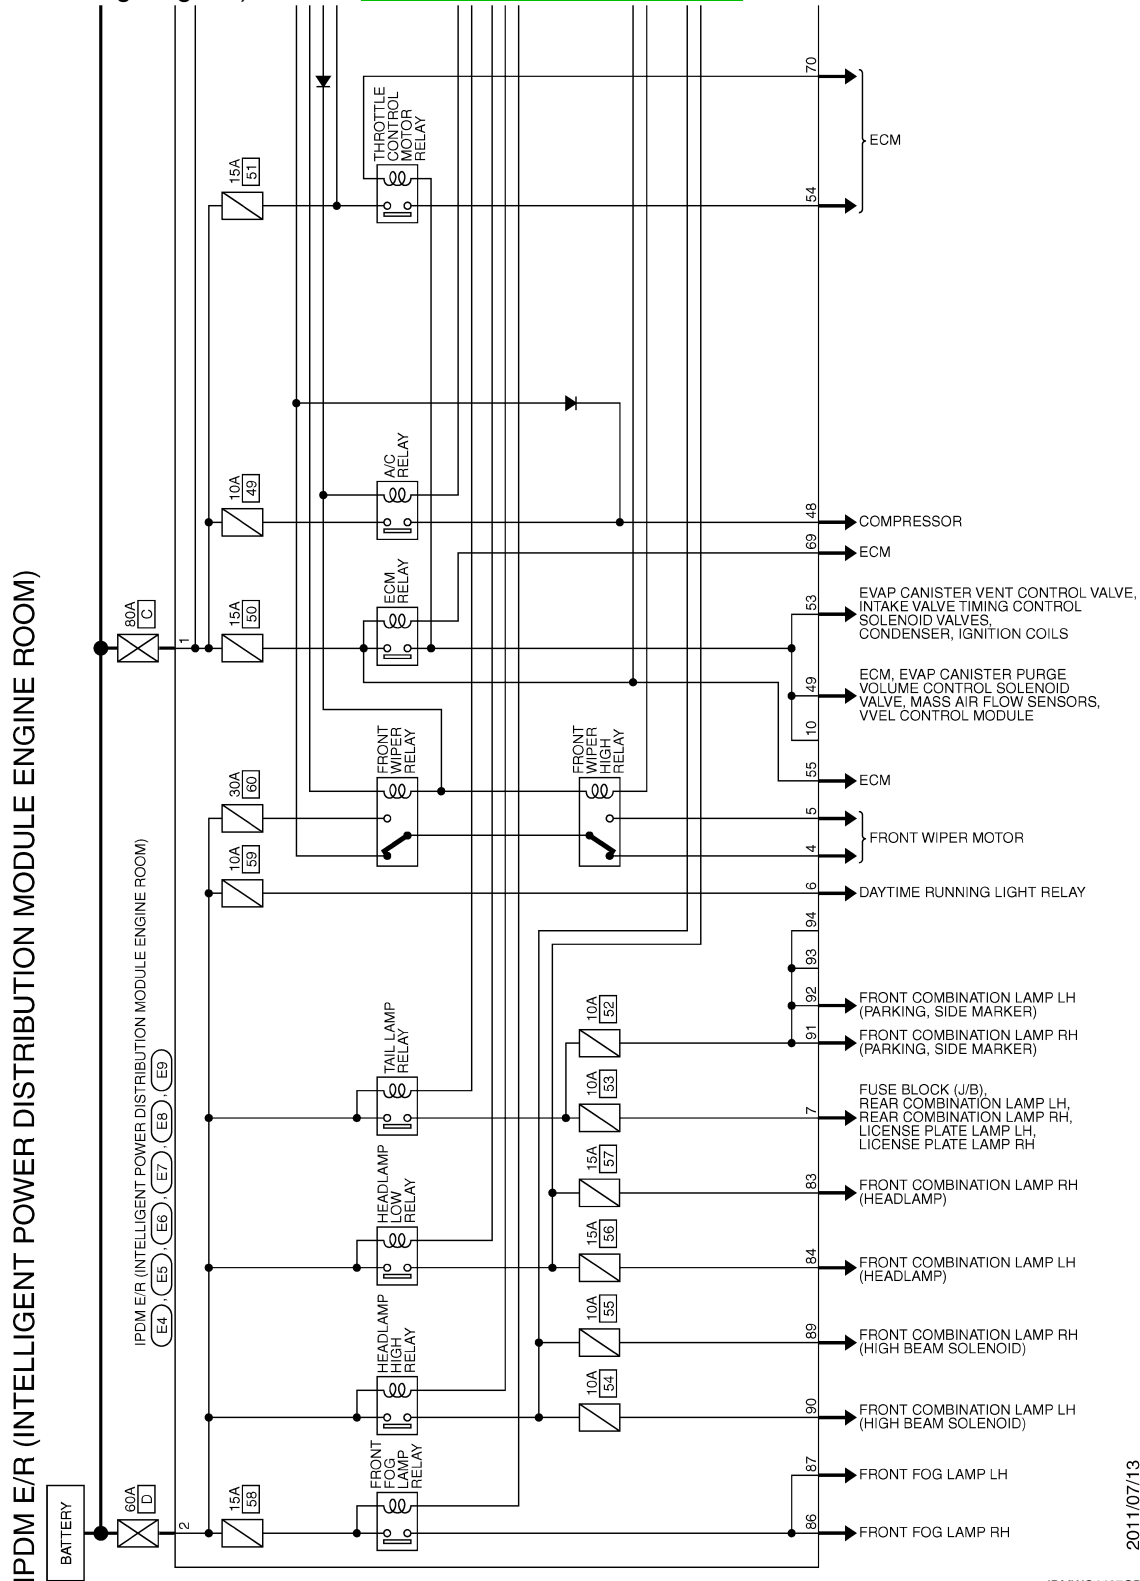 IPDM E/R (INTELLIGENT POWER DISTRIBUTION MODULE ENGINE ROOM)
BATTERY
60A
D
80A
C
IPDM E/R (INTELLIGENT POWER DISTRIBUTION MODULE ENGINE ROOM)
E4 , E5 , E6 , E7 , E8 , E9
1
2
15A
51
THROTTLE
CONTROL
MOTOR
RELAY
70
54
ECM
10A
49
A/C
RELAY
48
COMPRESSOR
69
ECM
15A
50
ECM
RELAY
53
EVAP CANISTER VENT CONTROL VALVE,
INTAKE VALVE TIMING CONTROL
SOLENOID VALVES,
CONDENSER, IGNITION COILS
49
ECM, EVAP CANISTER PURGE
VOLUME CONTROL SOLENOID
VALVE, MASS AIR FLOW SENSORS,
VVEL CONTROL MODULE
10
55
ECM
30A
60
FRONT
WIPER
RELAY
FRONT
WIPER
HIGH
RELAY
5
4
FRONT WIPER MOTOR
10A
59
6
DAYTIME RUNNING LIGHT RELAY
94
93
10A
52
92
FRONT COMBINATION LAMP LH
(PARKING, SIDE MARKER)
91
FRONT COMBINATION LAMP RH
(PARKING, SIDE MARKER)
TAIL LAMP
RELAY
10A
53
7
FUSE BLOCK (J/B),
REAR COMBINATION LAMP LH,
REAR COMBINATION LAMP RH,
LICENSE PLATE LAMP LH,
LICENSE PLATE LAMP RH
15A
57
83
FRONT COMBINATION LAMP RH
(HEADLAMP)
HEADLAMP
LOW
RELAY
15A
56
84
FRONT COMBINATION LAMP LH
(HEADLAMP)
10A
55
89
FRONT COMBINATION LAMP RH
(HIGH BEAM SOLENOID)
HEADLAMP
HIGH
RELAY
10A
54
90
FRONT COMBINATION LAMP LH
(HIGH BEAM SOLENOID)
87
FRONT FOG LAMP LH
15A
58
FRONT
FOG
LAMP
RELAY
86
FRONT FOG LAMP RH
2011/07/13